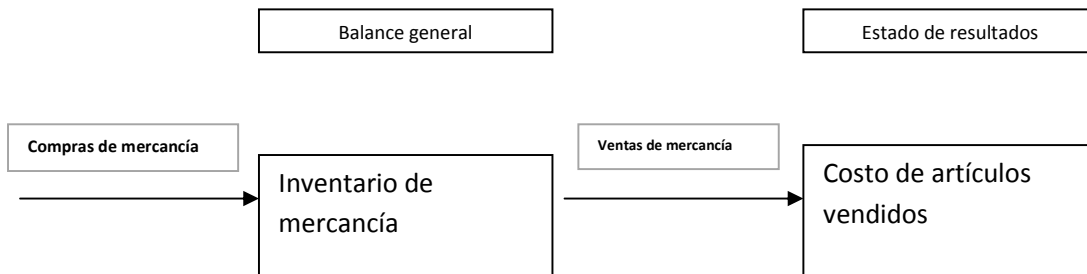 Balance general
Estado de resultados
Compras de mercancía
Ventas de mercancía
Inventario de
mercancía
Costo de artículos
vendidos